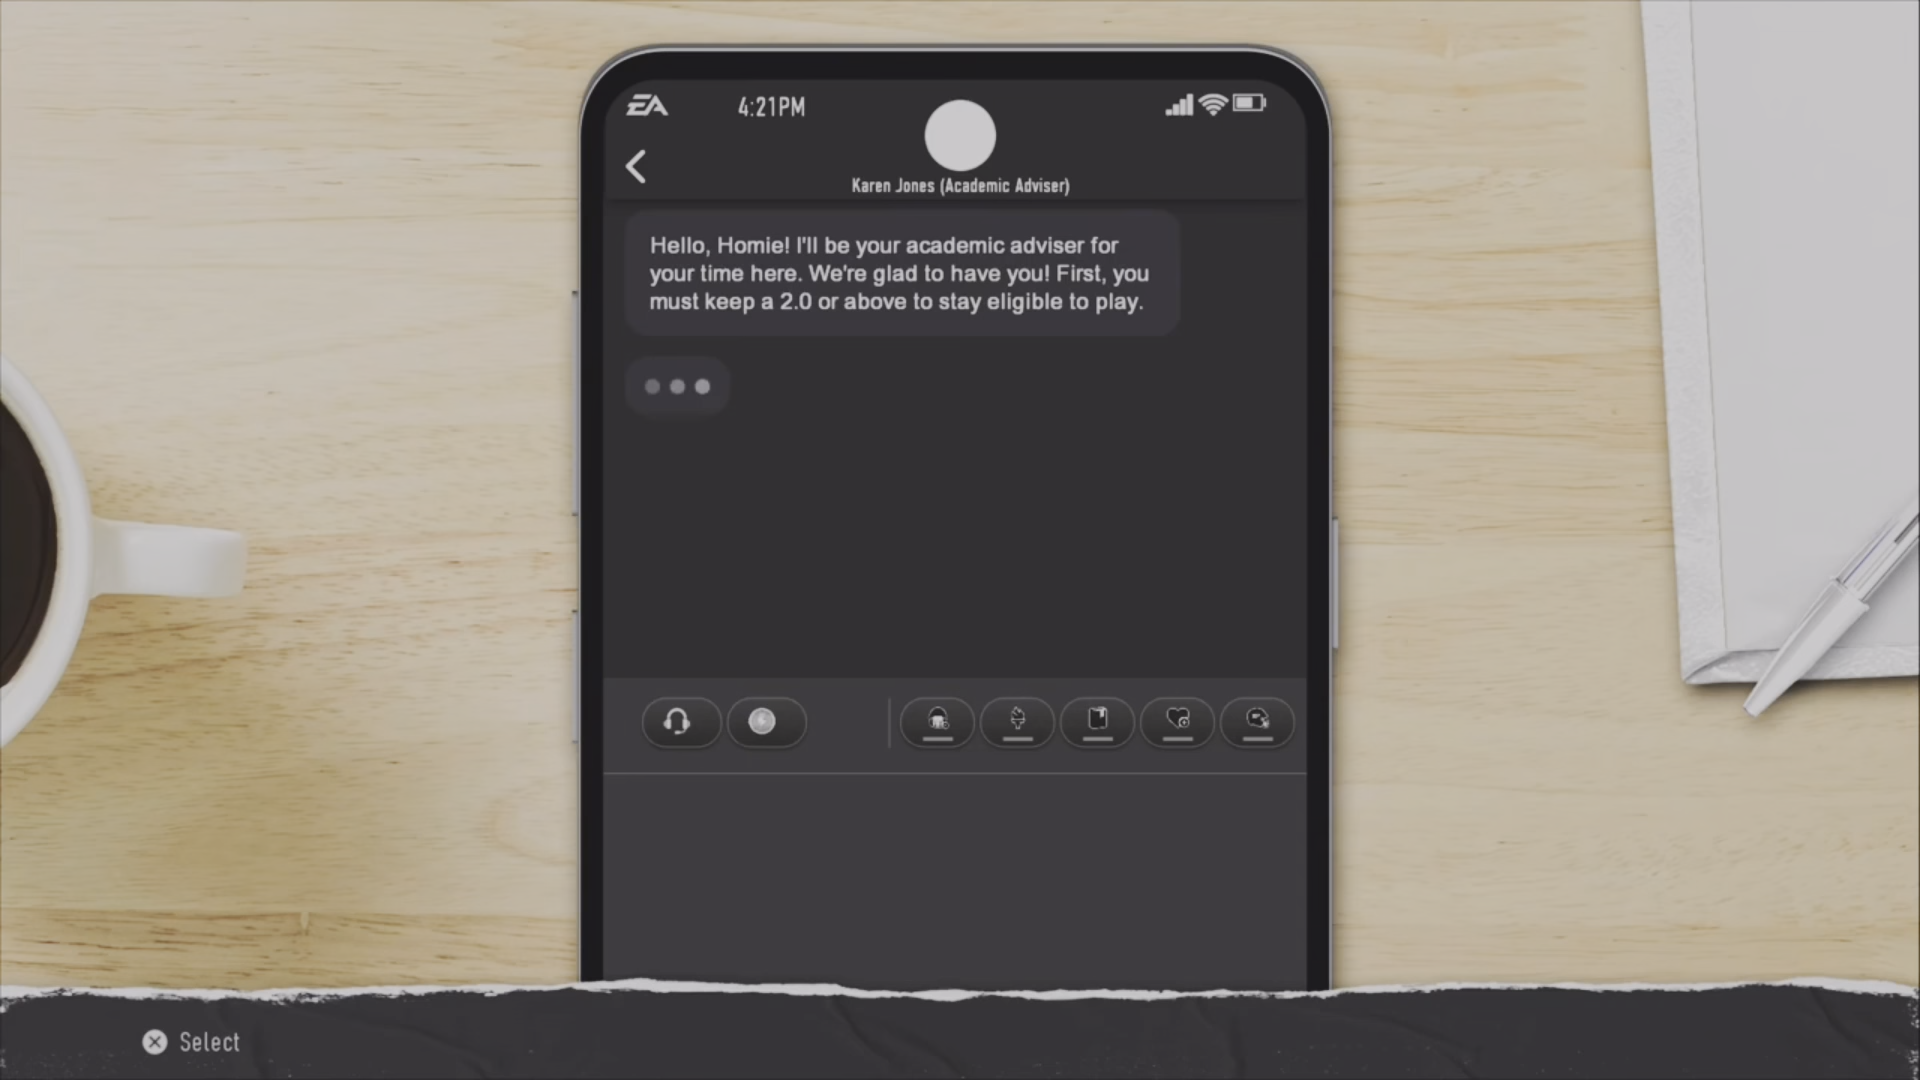 EA
4:21PM
Karen Jones (Academic Adviser)
Hello, Homie! I'll be your academic adviser for
your time here. We're glad to have you! First, you
must keep a 2.0 or above to stay eligible to play.
Select